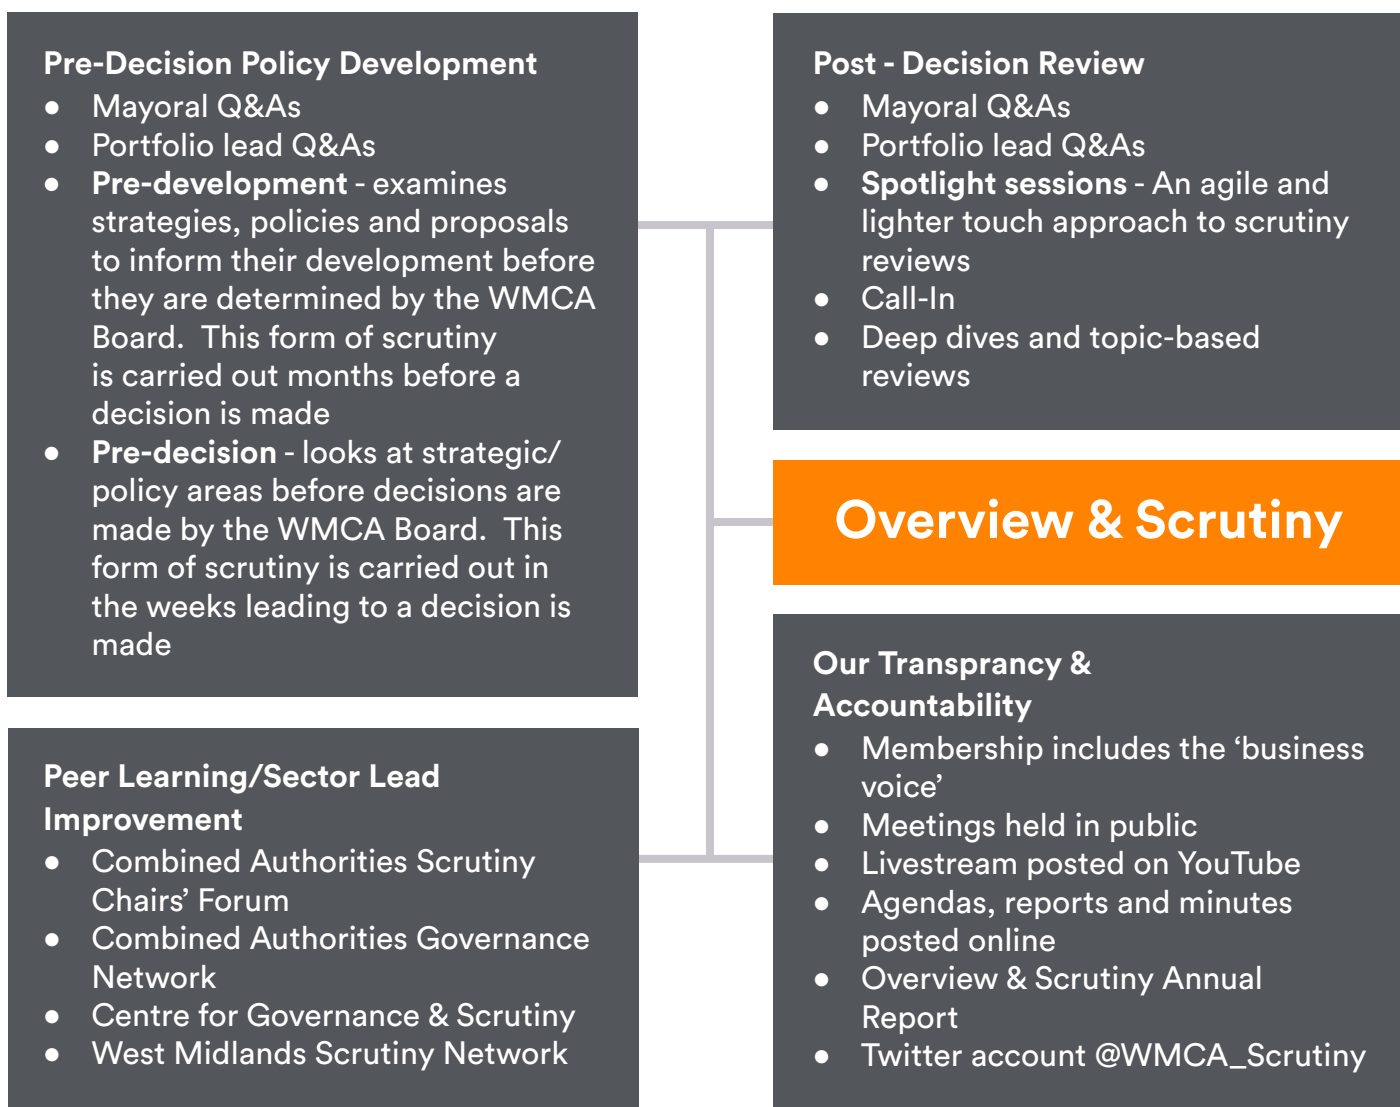 Pre-Decision Policy Development
● Mayoral Q&As
● Portfolio lead Q&As
● Pre-development - examines
strategies, policies and proposals
to inform their development before
they are determined by the WMCA
Board.  This form of scrutiny
is carried out months before a
decision is made
● Pre-decision - looks at strategic/
policy areas before decisions are
made by the WMCA Board.  This
form of scrutiny is carried out in
the weeks leading to a decision is
made
Post - Decision Review
● Mayoral Q&As
● Portfolio lead Q&As
● Spotlight sessions - An agile and
lighter touch approach to scrutiny
reviews
● Call-In
● Deep dives and topic-based
reviews
Overview & Scrutiny
Peer Learning/Sector Lead
Improvement
● Combined Authorities Scrutiny
Chairs’ Forum
● Combined Authorities Governance
Network
● Centre for Governance & Scrutiny
● West Midlands Scrutiny Network
Our Transprancy &
Accountability
● Membership includes the ‘business
voice’
● Meetings held in public
● Livestream posted on YouTube
● Agendas, reports and minutes
posted online
● Overview & Scrutiny Annual
Report
● Twitter account @WMCA_Scrutiny